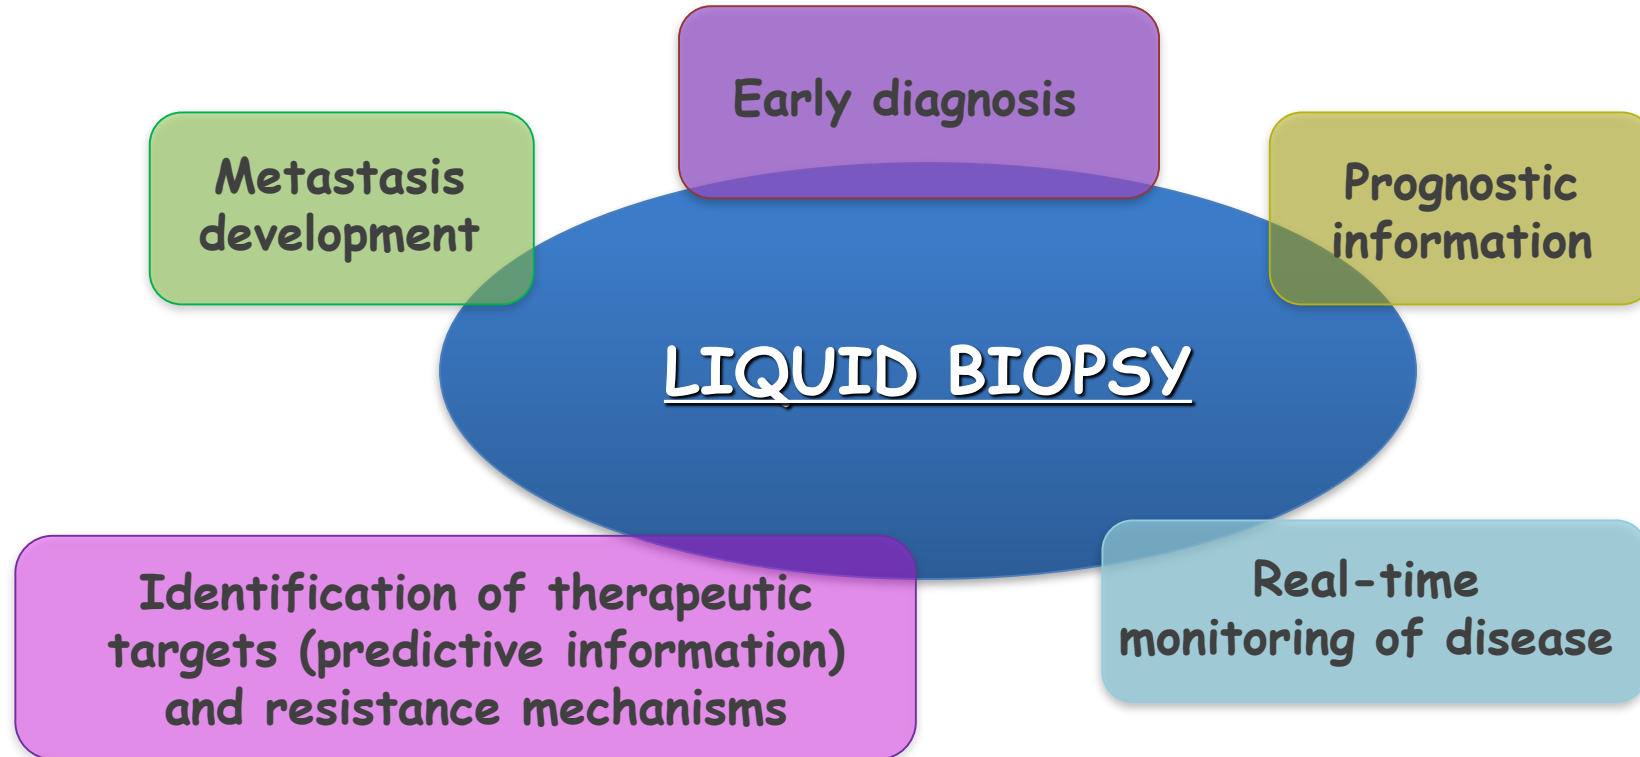 Early diagnosis
Metastasis
development
Prognostic
information
LIQUID BIOPSY
Identification of therapeutic
targets (predictive information)
and resistance mechanisms
Real-time
monitoring of disease